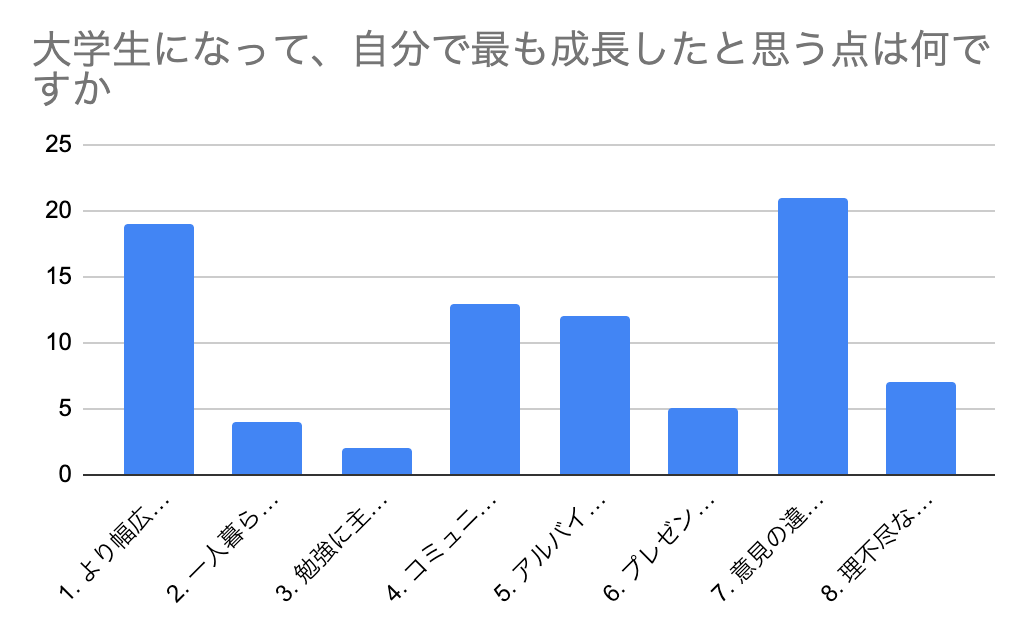 大学生になって、自分で最も成長したと思う点は何で
すか
25
20
15
10
5
0
1. より幅広…
2. 一人暮ら…
3. 勉強に主…
4. コミュニ…
5. アルバイ…
6. プレゼン…
7. 意見の違…
8. 理不尽な…